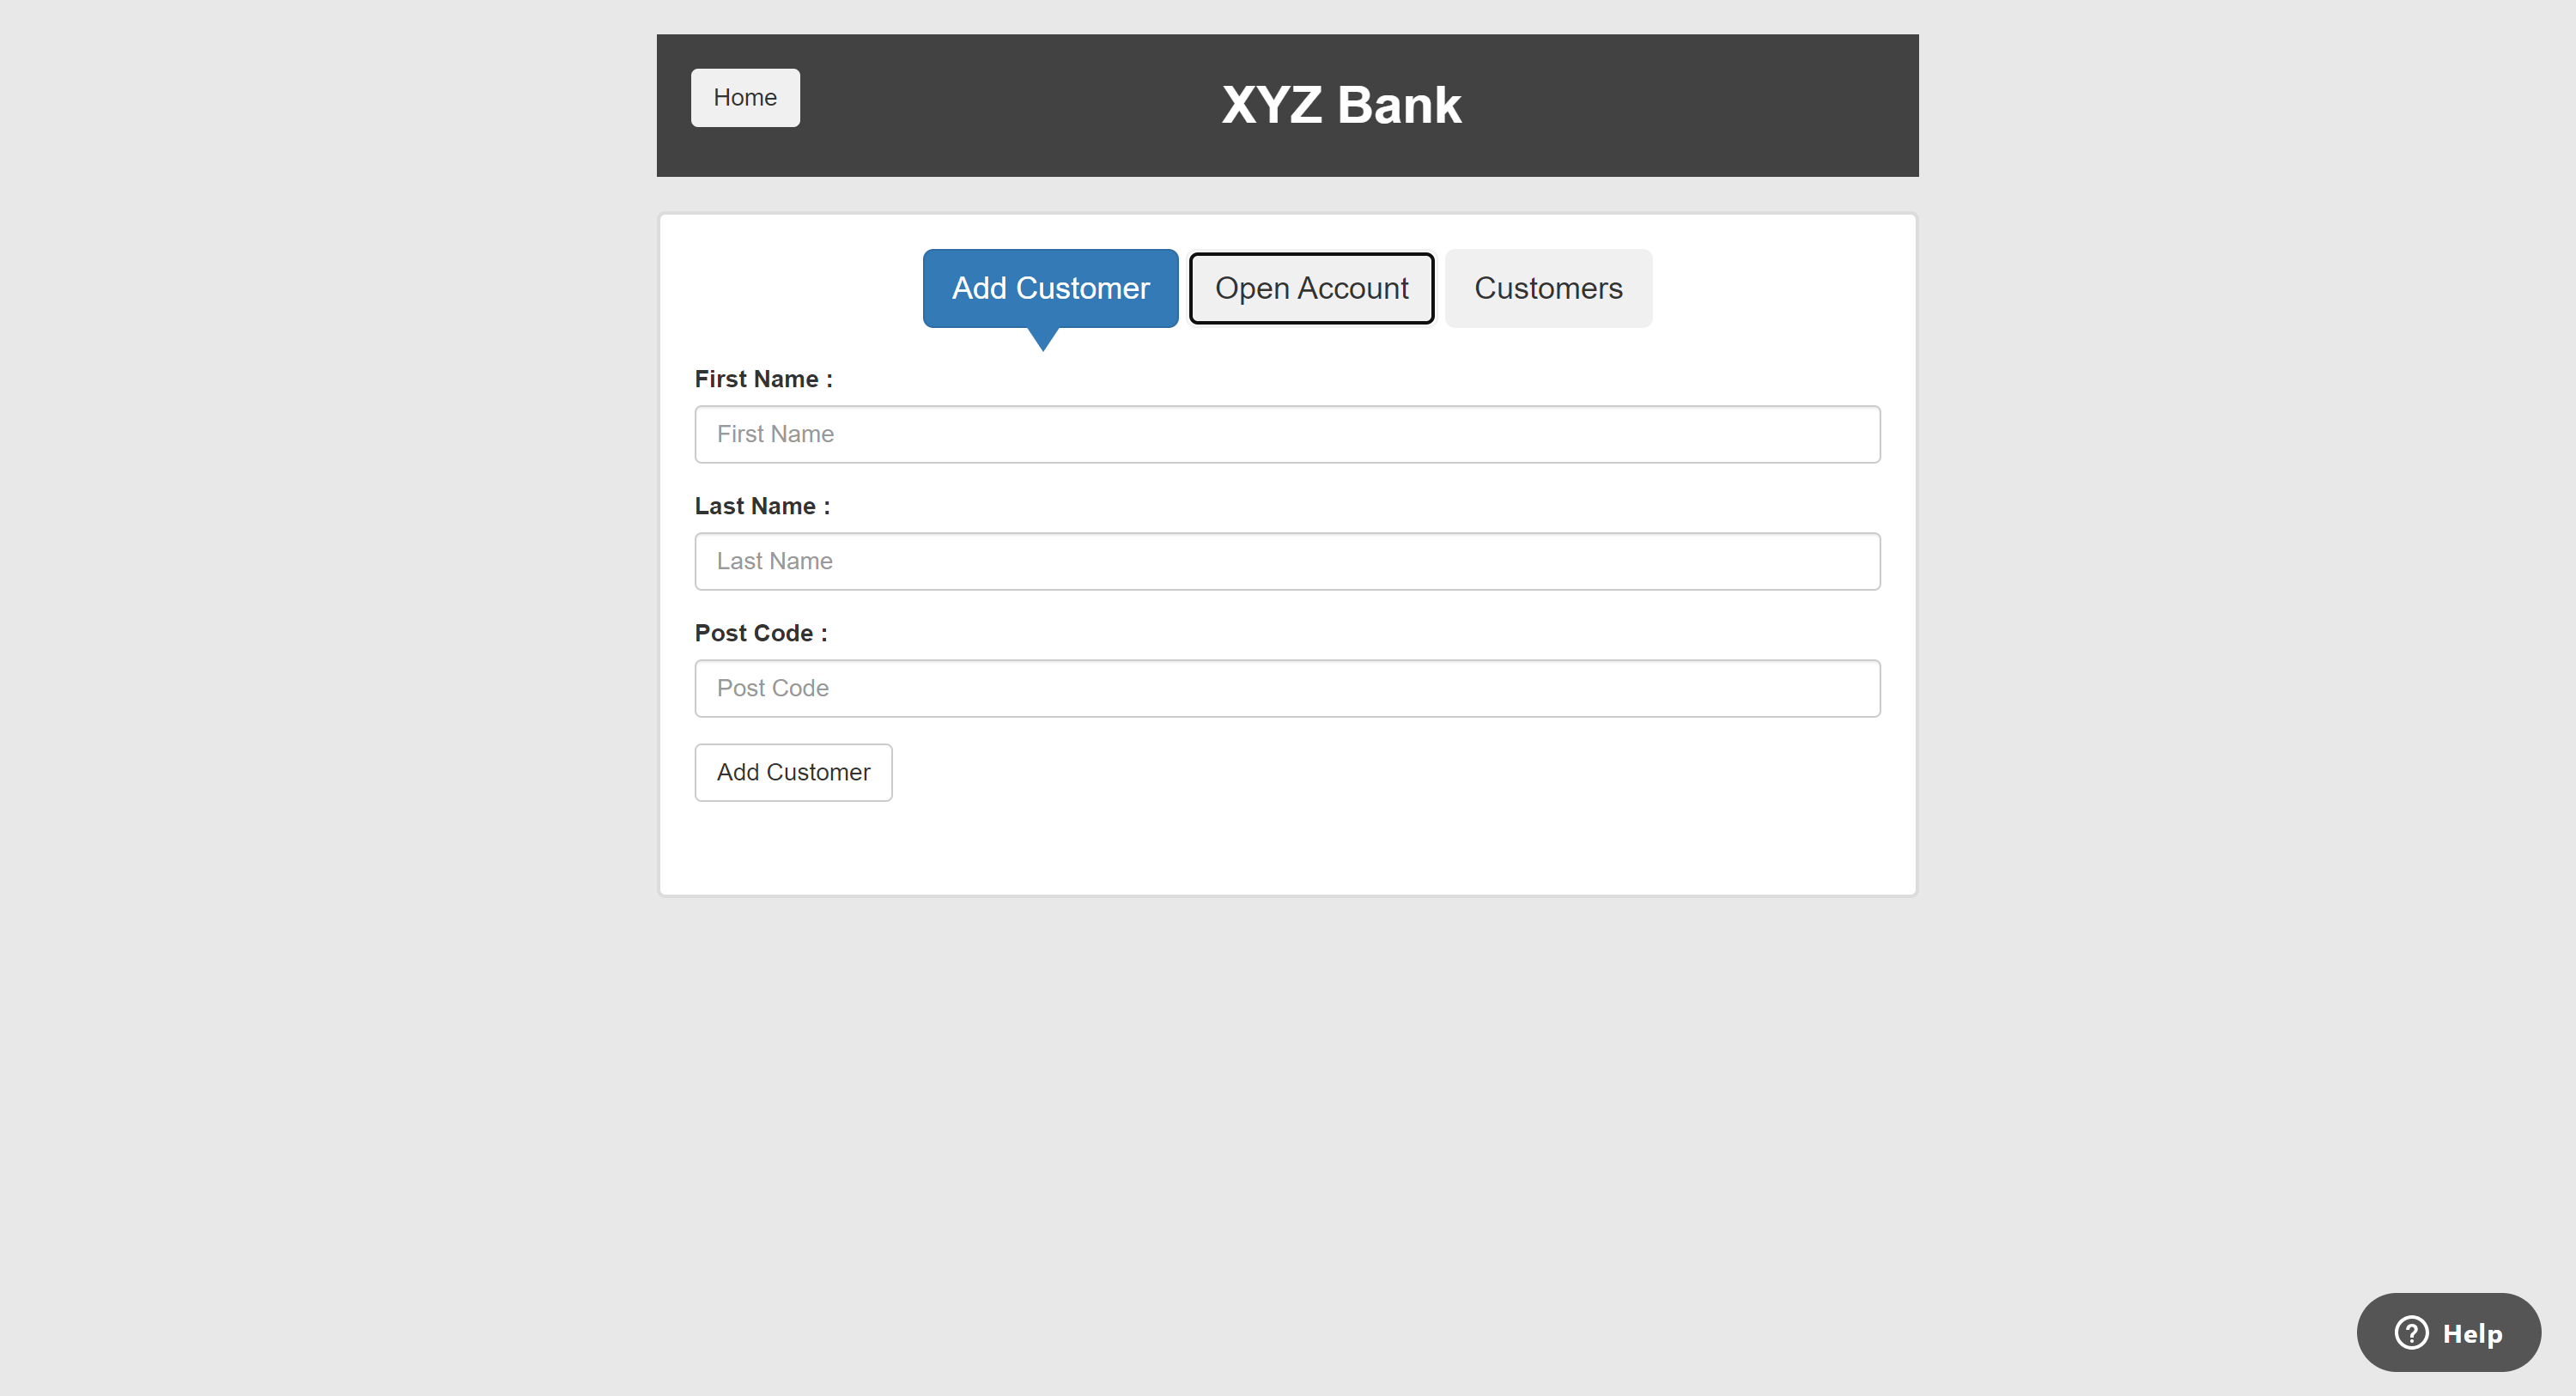 Home
XYZ Bank
Add Customer
Open Account
Customers
First Name :
First Name
Last Name :
Last Name
Post Code :
Post Code
Add Customer
? Help